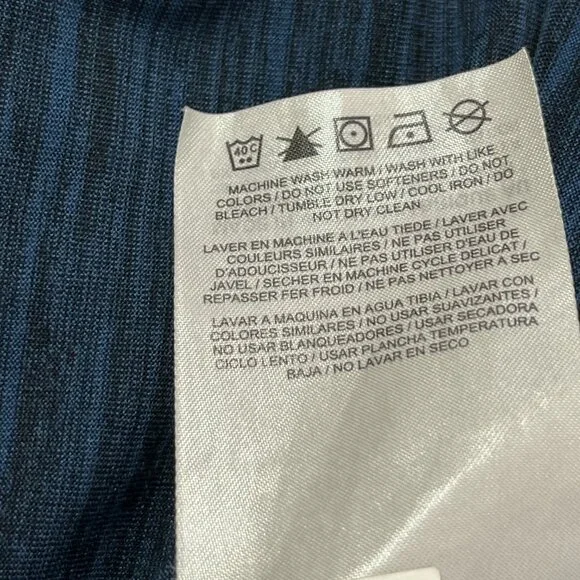 40C
MACHINE WASH WARM / WASH WITH LIKE
COLORS / DO NOT USE SOFTENERS / DO NOT
BLEACH / TUMBLE DRY LOW / COOL IRON / DO
NOT DRY CLEAN
LAVER EN MACHINE A L'EAU TIEDE / LAVER AVEC
COULEURS SIMILAIRES / NE PAS UTILISER
D'ADOUCISSEUR / NE PAS UTILISER D'EAU DE
JAVEL / SECHER EN MACHINE CYCLE DELICAT /
REPASSER FER FROID / NE PAS NETTOYER A SEC
LAVAR A MAQUINA EN AGUA TIBIA / LAVAR CON
COLORES SIMILARES / NO USAR SUAVIZANTES /
NO USAR BLANQUEADORES / USAR SECADORA
CICLO LENTO / USAR PLANCHA TEMPERATURA
BAJA / NO LAVAR EN SECO